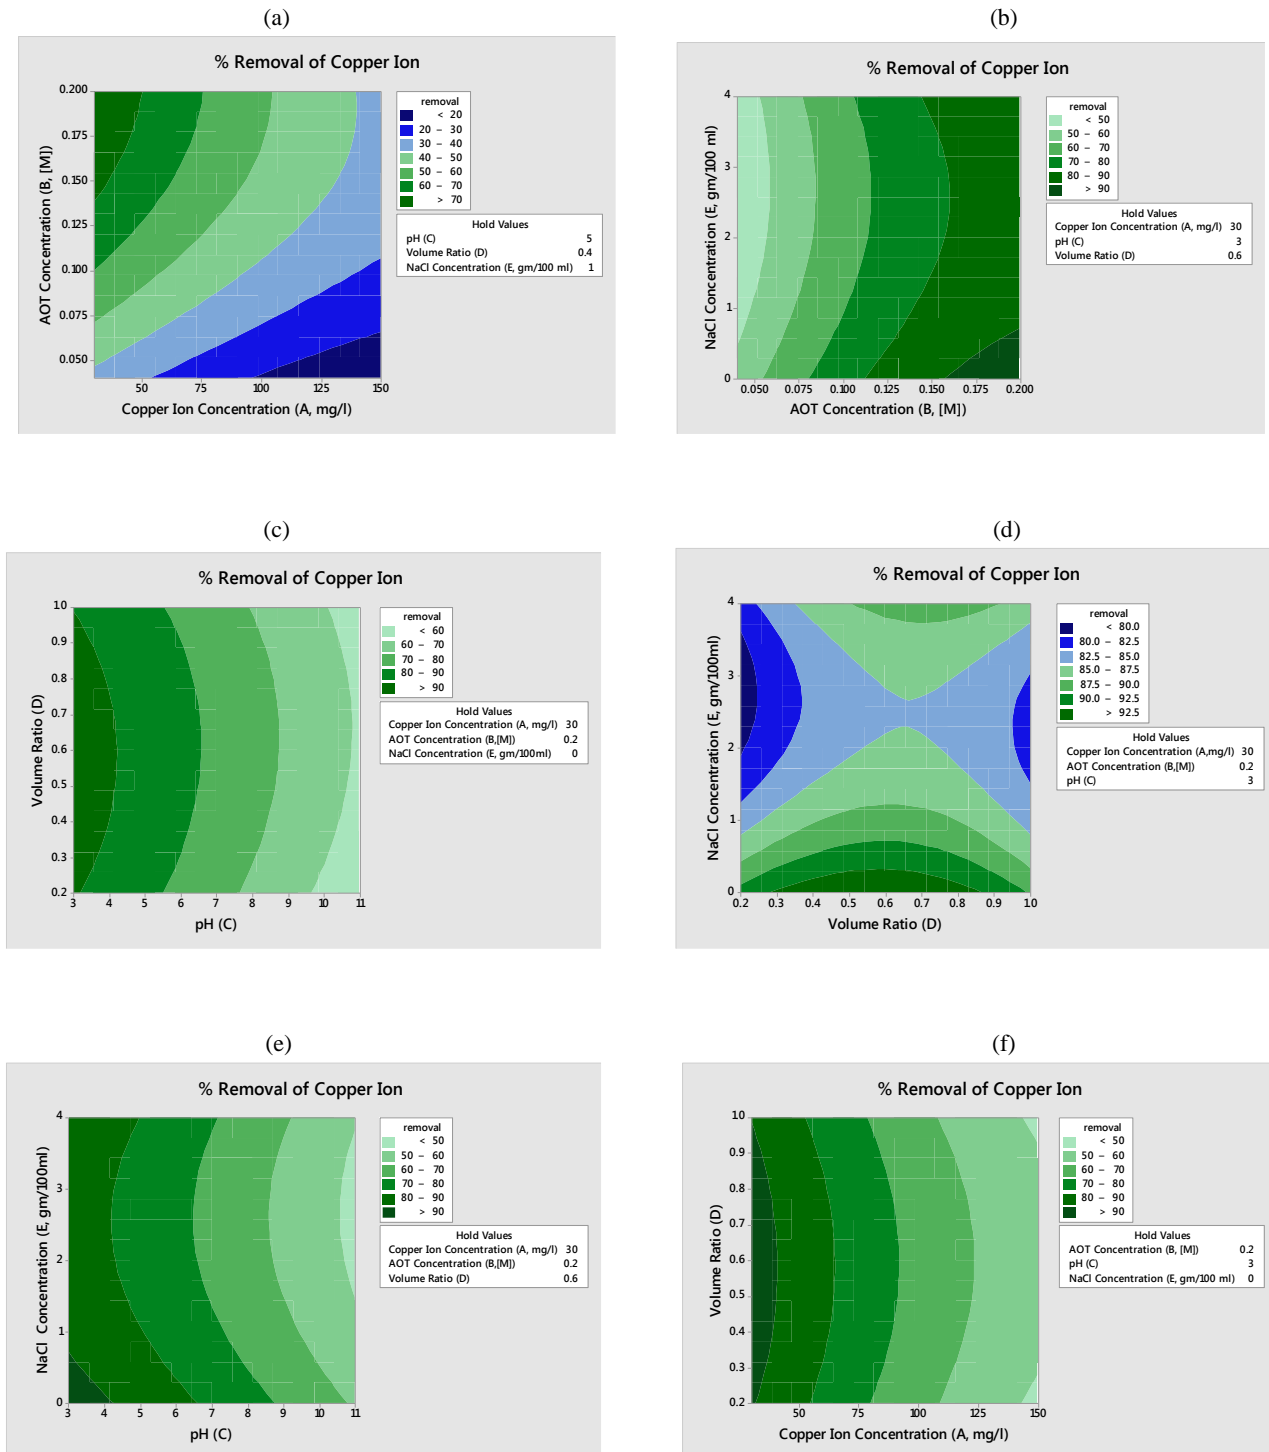 (a)
% Removal of Copper Ion
AOT Concentration (B, [M])
0.200
0.175
0.150
0.125
0.100
0.075
0.050
50 75 100 125 150
Copper Ion Concentration (A, mg/l)
removal
< 20
20 – 30
30 – 40
40 – 50
50 – 60
60 – 70
> 70
Hold Values
pH (C) 5
Volume Ratio (D) 0.4
NaCl Concentration (E, gm/100 ml) 1
(b)
% Removal of Copper Ion
NaCl Concentration (E, gm/100 ml)
4
3
2
1
0
0.050 0.075 0.100 0.125 0.150 0.175 0.200
AOT Concentration (B, [M])
removal
< 50
50 – 60
60 – 70
70 – 80
80 – 90
> 90
Hold Values
Copper Ion Concentration (A, mg/l) 30
pH (C) 3
Volume Ratio (D) 0.6
(c)
% Removal of Copper Ion
Volume Ratio (D)
1.0
0.9
0.8
0.7
0.6
0.5
0.4
0.3
0.2
3 4 5 6 7 8 9 10 11
pH (C)
removal
< 60
60 – 70
70 – 80
80 – 90
> 90
Hold Values
Copper Ion Concentration (A, mg/l) 30
AOT Concentration (B,[M]) 0.2
NaCl Concentration (E, gm/100ml) 0
(d)
% Removal of Copper Ion
NaCl Concentration (E, gm/100ml)
4
3
2
1
0
0.2 0.3 0.4 0.5 0.6 0.7 0.8 0.9 1.0
Volume Ratio (D)
removal
< 80.0
80.0 – 82.5
82.5 – 85.0
85.0 – 87.5
87.5 – 90.0
90.0 – 92.5
> 92.5
Hold Values
Copper Ion Concentration (A,mg/l) 30
AOT Concentration (B,[M]) 0.2
pH (C) 3
(e)
% Removal of Copper Ion
NaCl Concentration (E, gm/100ml)
4
3
2
1
0
3 4 5 6 7 8 9 10 11
pH (C)
removal
< 50
50 – 60
60 – 70
70 – 80
80 – 90
> 90
Hold Values
Copper Ion Concentration (A, mg/l) 30
AOT Concentration (B,[M]) 0.2
Volume Ratio (D) 0.6
(f)
% Removal of Copper Ion
Volume Ratio (D)
1.0
0.9
0.8
0.7
0.6
0.5
0.4
0.3
0.2
50 75 100 125 150
Copper Ion Concentration (A, mg/l)
removal
< 50
50 – 60
60 – 70
70 – 80
80 – 90
> 90
Hold Values
AOT Concentration (B, [M]) 0.2
pH (C) 3
NaCl Concentration (E, gm/100 ml) 0